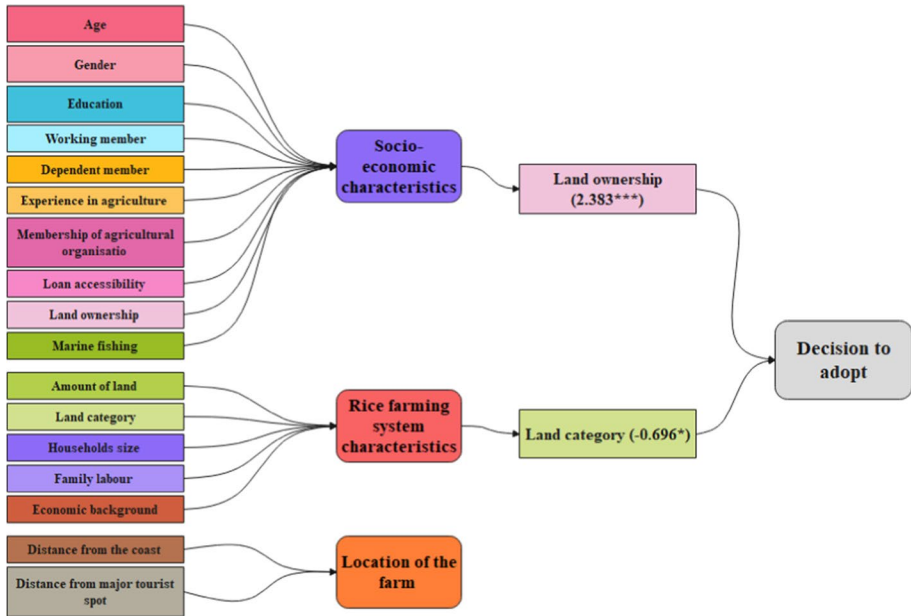 Age
Gender
Education
Working member
Dependent member
Experience in agriculture
Membership of agricultural
organisatio
Loan accessibility
Land ownership
Marine fishing
Amount of land
Land category
Households size
Family labour
Economic background
Distance from the coast
Distance from major tourist
spot
Socio-
economic
characteristics
Rice farming
system
characteristics
Location of the
farm
Land ownership
(2.383***)
Land category (-0.696*)
Decision to
adopt